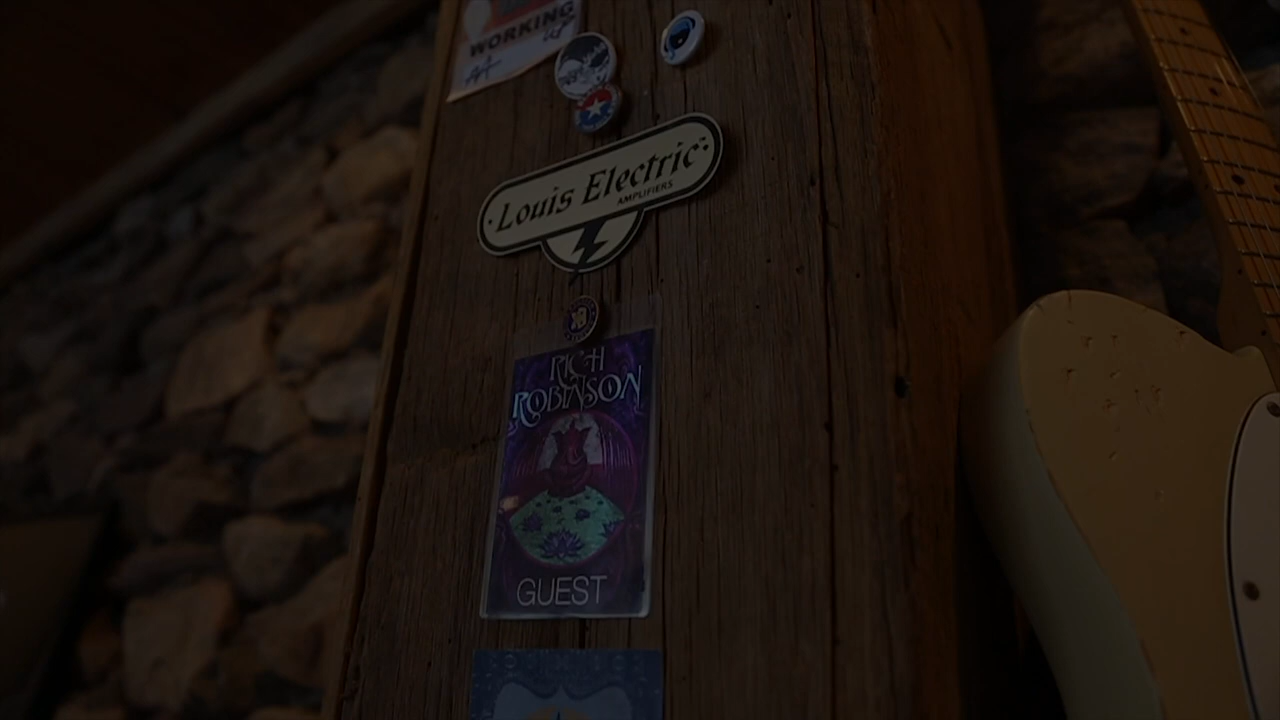 WORKING
Louis Electric
AMPLIFIERS
RICH
ROBINSON
GUEST